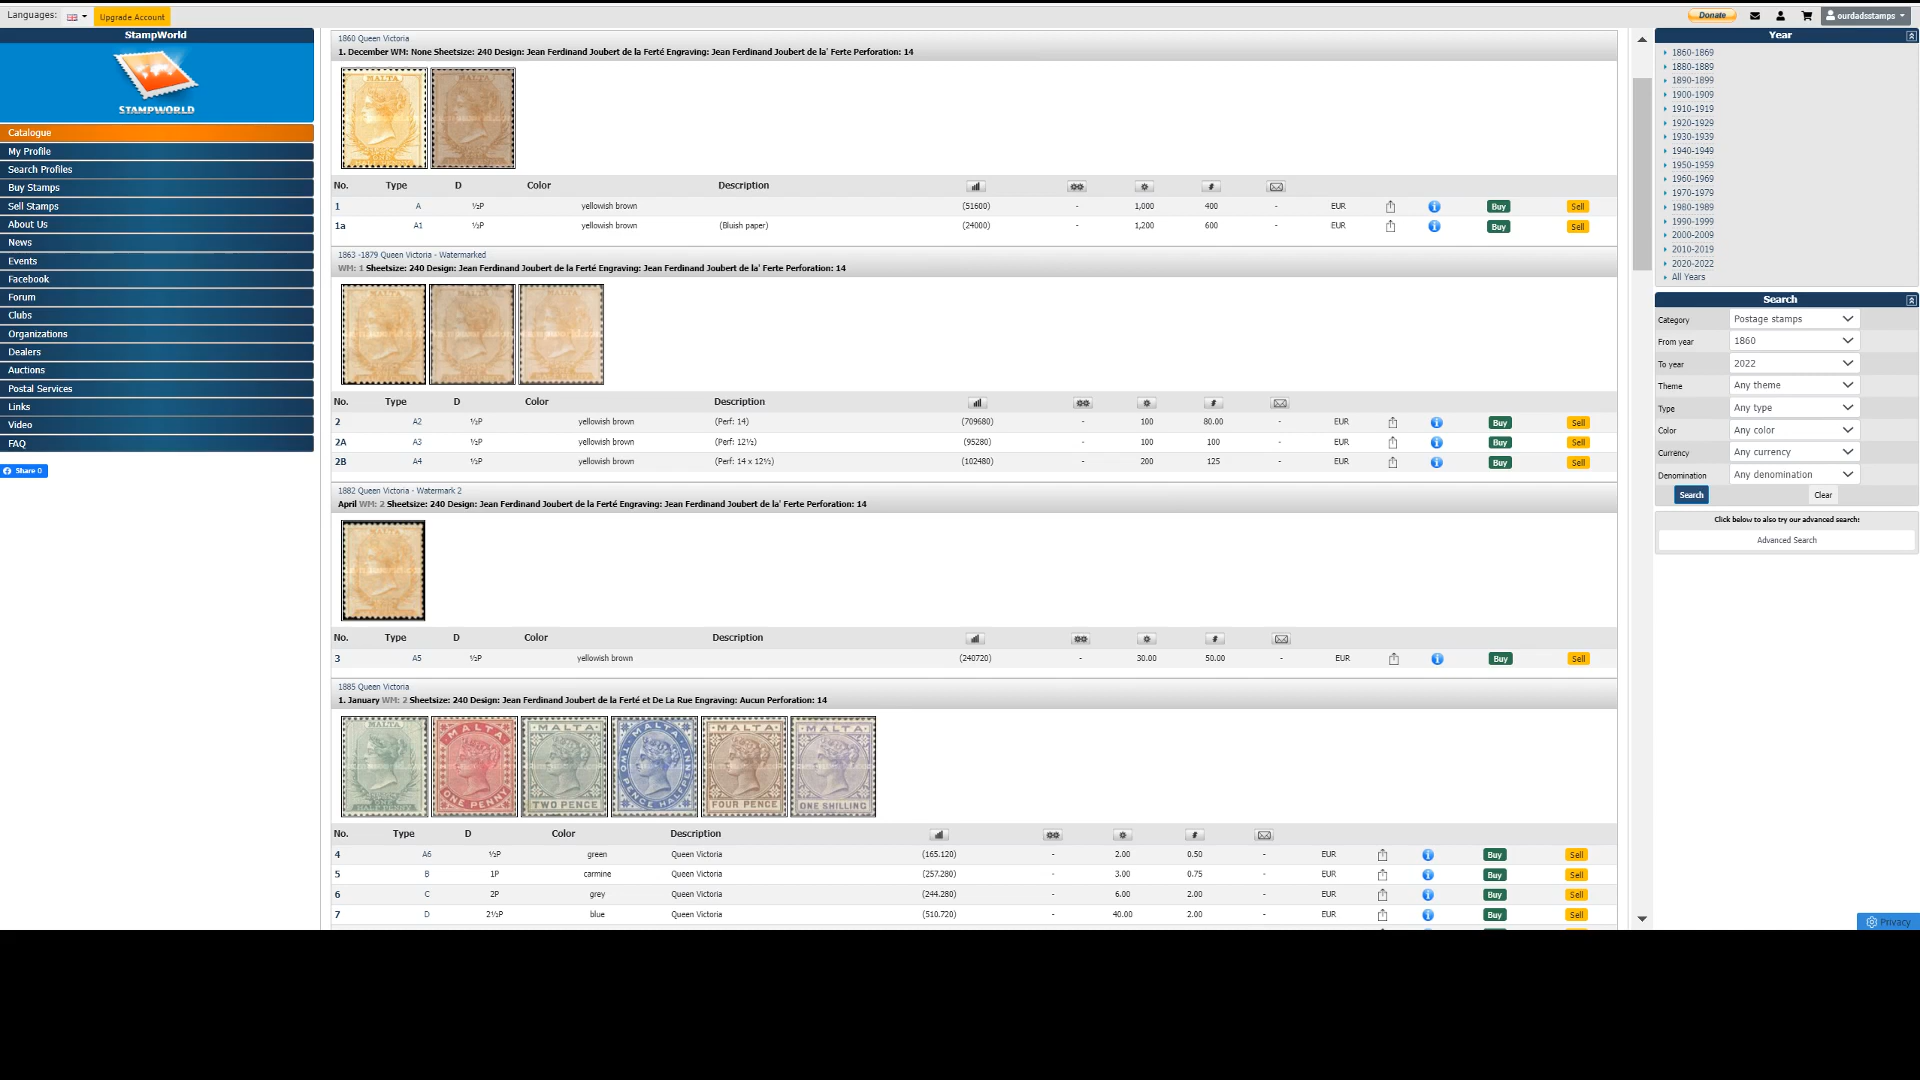 Languages:
Upgrade Account
Donate
ourdadsstamps
StampWorld
STAMPWORLD
Catalogue
My Profile
Search Profiles
Buy Stamps
Sell Stamps
About Us
News
Events
Facebook
Forum
Clubs
Organizations
Dealers
Auctions
Postal Services
Links
Video
FAQ
Share 0
1860 Queen Victoria
1. December WM: None Sheetsize: 240 Design: Jean Ferdinand Joubert de la Ferté Engraving: Jean Ferdinand Joubert de la' Ferte Perforation: 14
MALTA MALTA
No. Type D Color Description
1 A ½P yellowish brown (51600) - 1,000 400 - EUR Buy Sell
1a A1 ½P yellowish brown (Bluish paper) (24000) - 1,200 600 - EUR Buy Sell
1863 -1879 Queen Victoria - Watermarked
WM: 1 Sheetsize: 240 Design: Jean Ferdinand Joubert de la Ferté Engraving: Jean Ferdinand Joubert de la' Ferte Perforation: 14
No. Type D Color Description
2 A2 ½P yellowish brown (Perf: 14) (709680) - 100 80.00 - EUR Buy Sell
2A A3 ½P yellowish brown (Perf: 12½) (95280) - 100 100 - EUR Buy Sell
2B A4 ½P yellowish brown (Perf: 14 x 12½) (102480) - 200 125 - EUR Buy Sell
1882 Queen Victoria - Watermark 2
April WM: 2 Sheetsize: 240 Design: Jean Ferdinand Joubert de la Ferté Engraving: Jean Ferdinand Joubert de la' Ferte Perforation: 14
MALTA
No. Type D Color Description
3 A5 ½P yellowish brown (240720) - 30.00 50.00 - EUR Buy Sell
1885 Queen Victoria
1. January WM: 2 Sheetsize: 240 Design: Jean Ferdinand Joubert de la Ferté et De La Rue Engraving: Aucun Perforation: 14
MALTA MALTA MALTA MALTA MALTA MALTA
HALFPENNY ONE PENNY TWO PENCE TWO PENCE HALFPENNY FOUR PENCE ONE SHILLING
No. Type D Color Description
4 A6 ½P green Queen Victoria (165.120) - 2.00 0.50 - EUR Buy Sell
5 B 1P carmine Queen Victoria (257.280) - 3.00 0.75 - EUR Buy Sell
6 C 2P grey Queen Victoria (244.280) - 6.00 2.00 - EUR Buy Sell
7 D 2½P blue Queen Victoria (510.720) - 40.00 2.00 - EUR Buy Sell
Year
1860-1869
1880-1889
1890-1899
1900-1909
1910-1919
1920-1929
1930-1939
1940-1949
1950-1959
1960-1969
1970-1979
1980-1989
1990-1999
2000-2009
2010-2019
2020-2022
All Years
Search
Category Postage stamps
From year 1860
To year 2022
Theme Any theme
Type Any type
Color Any color
Currency Any currency
Denomination Any denomination
Search Clear
Click below to also try our advanced search:
Advanced Search
Privacy